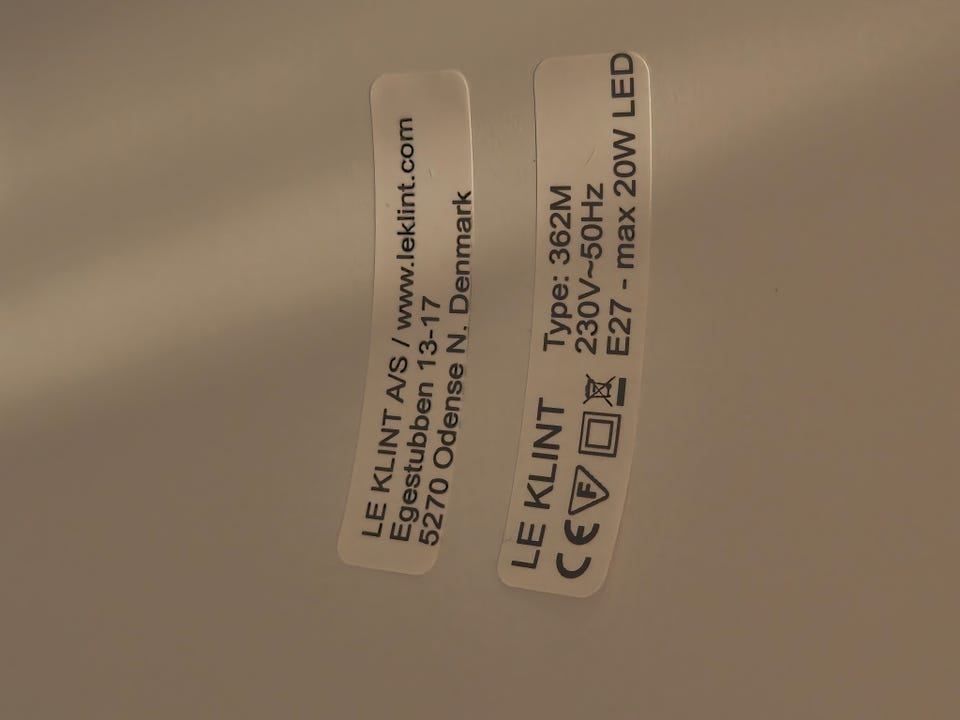 LE KLINT A/S / www.leklint.com
Egestubben 13-17
5270 Odense N. Denmark
LE KLINT
CE F
Type: 362M
230V~50Hz
E27 - max 20W LED